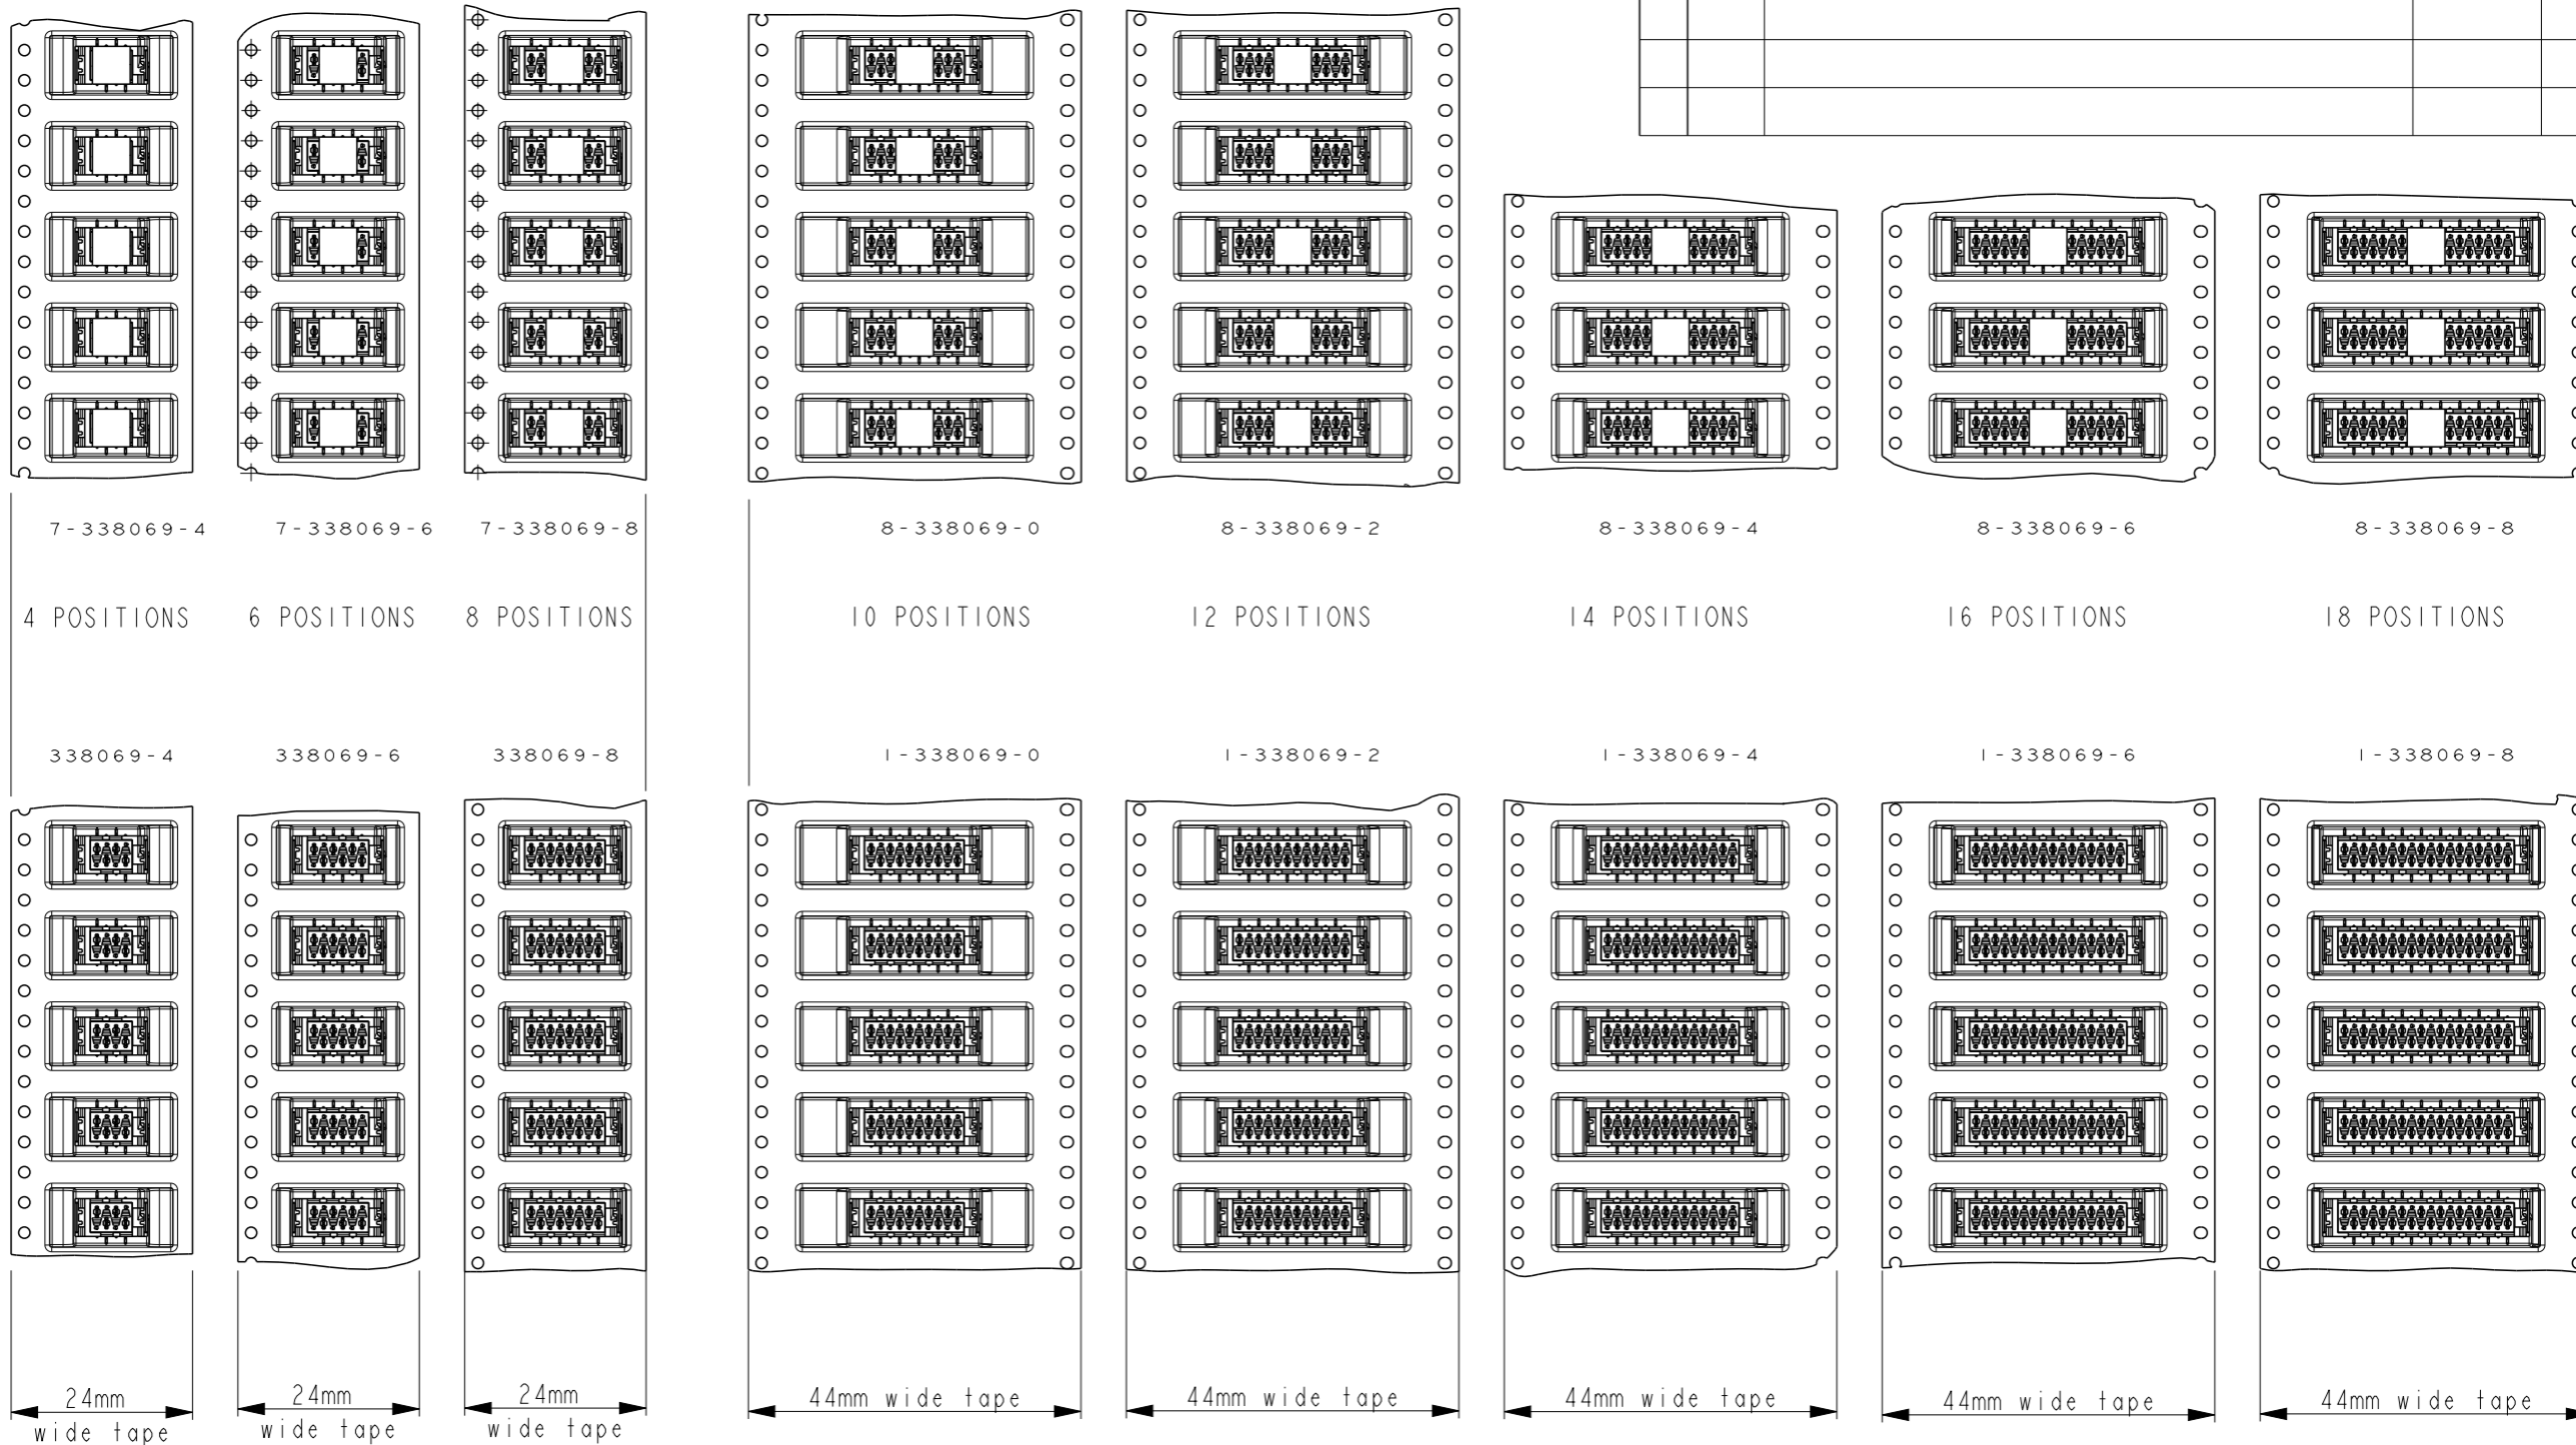 7-338069-4 7-338069-6 7-338069-8 8-338069-0 8-338069-2 8-338069-4 8-338069-6 8-338069-8
4 POSITIONS 6 POSITIONS 8 POSITIONS 10 POSITIONS 12 POSITIONS 14 POSITIONS 16 POSITIONS 18 POSITIONS
338069-4 338069-6 338069-8 1-338069-0 1-338069-2 1-338069-4 1-338069-6 1-338069-8
24mm 24mm 24mm 44mm wide tape 44mm wide tape 44mm wide tape 44mm wide tape 44mm wide tape
wide tape wide tape wide tape